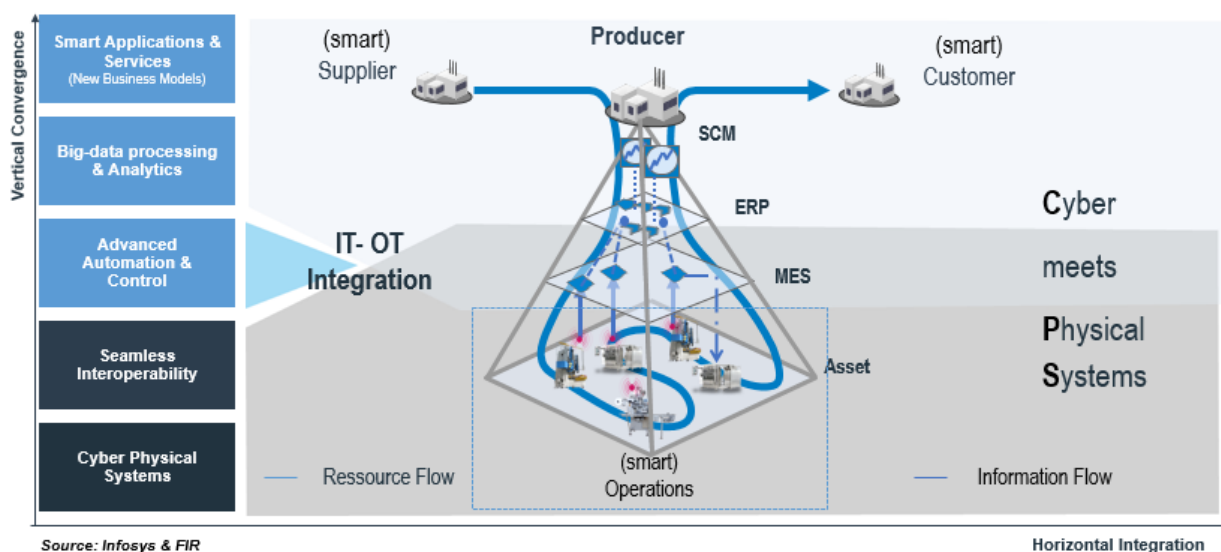 Vertical Convergence
Smart Applications &
Services
(New Business Models)
Big-data processing
& Analytics
Advanced
Automation &
Control
Seamless
Interoperability
Cyber Physical
Systems
(smart)
Supplier
Producer
(smart)
Customer
SCM
ERP
MES
Asset
IT- OT
Integration
Cyber
meets
Physical
Systems
(smart)
Operations
Ressource Flow
Information Flow
Source: Infosys & FIR
Horizontal Integration